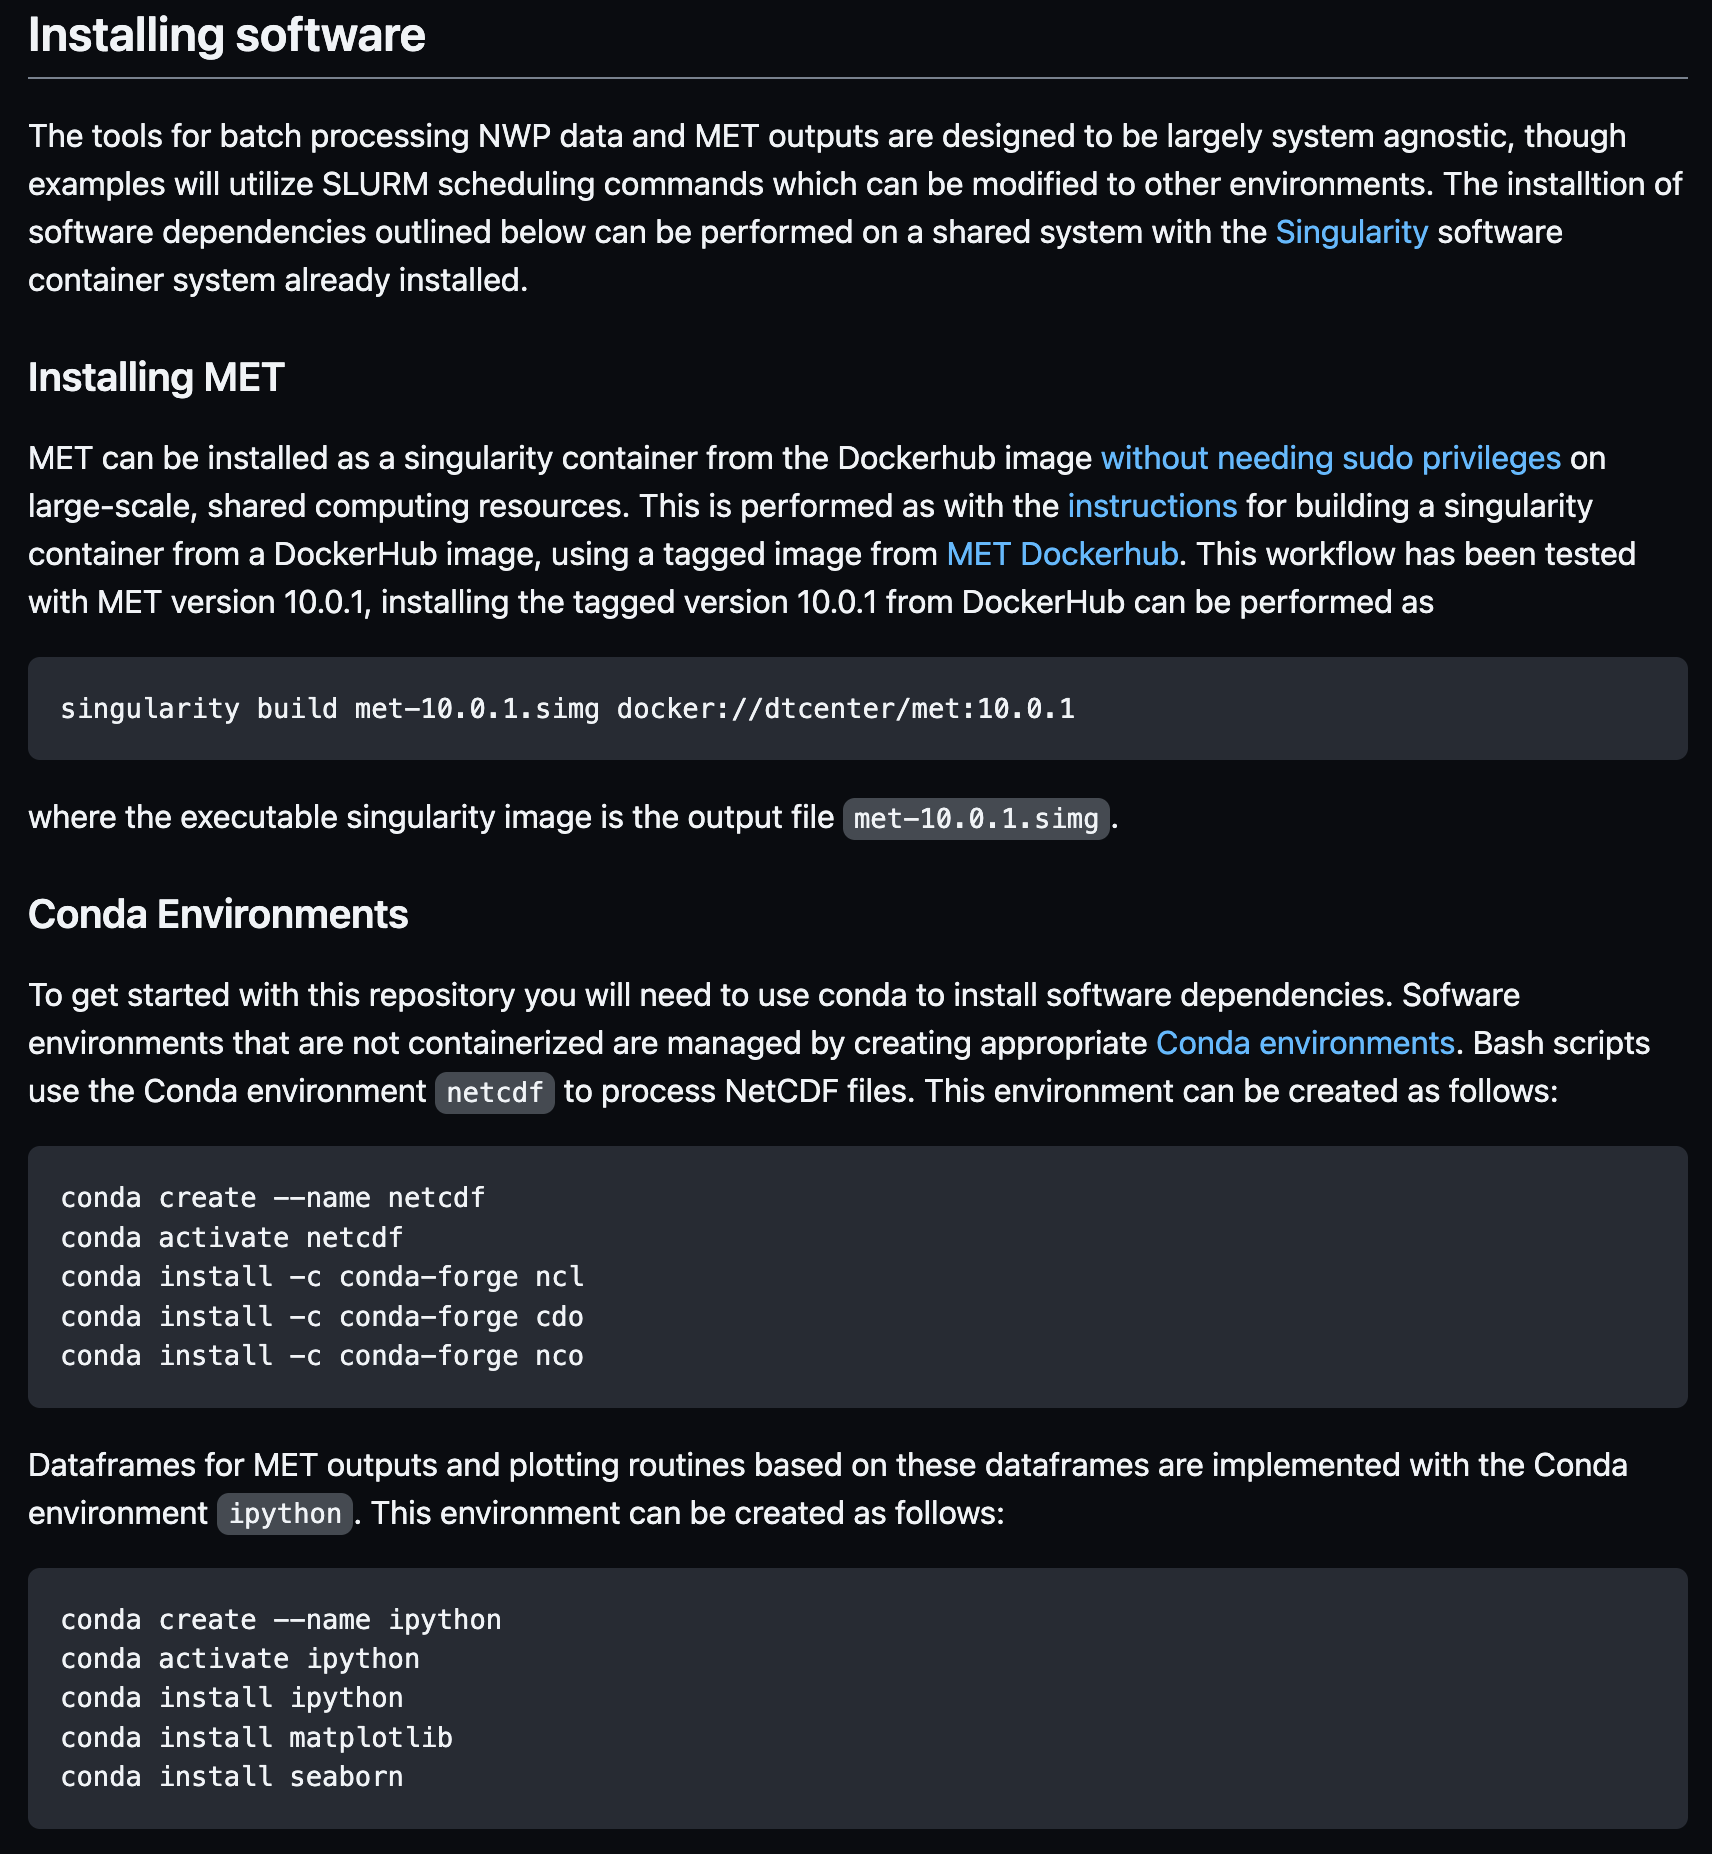 Installing software
The tools for batch processing NWP data and MET outputs are designed to be largely system agnostic, though
examples will utilize SLURM scheduling commands which can be modified to other environments. The installtion of
software dependencies outlined below can be performed on a shared system with the Singularity software
container system already installed.
Installing MET
MET can be installed as a singularity container from the Dockerhub image without needing sudo privileges on
large-scale, shared computing resources. This is performed as with the instructions for building a singularity
container from a DockerHub image, using a tagged image from MET Dockerhub. This workflow has been tested
with MET version 10.0.1, installing the tagged version 10.0.1 from DockerHub can be performed as
singularity build met-10.0.1.simg docker://dtcenter/met:10.0.1
where the executable singularity image is the output file met-10.0.1.simg.
Conda Environments
To get started with this repository you will need to use conda to install software dependencies. Sofware
environments that are not containerized are managed by creating appropriate Conda environments. Bash scripts
use the Conda environment netcdf to process NetCDF files. This environment can be created as follows:
conda create --name netcdf
conda activate netcdf
conda install -c conda-forge ncl
conda install -c conda-forge cdo
conda install -c conda-forge nco
Dataframes for MET outputs and plotting routines based on these dataframes are implemented with the Conda
environment ipython. This environment can be created as follows:
conda create --name ipython
conda activate ipython
conda install ipython
conda install matplotlib
conda install seaborn